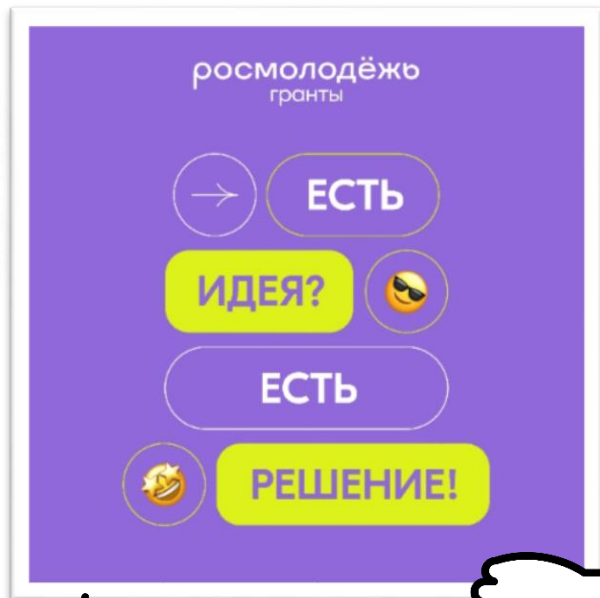 росмолодёжь
гранты
ЕСТЬ
ИДЕЯ?
ЕСТЬ
РЕШЕНИЕ!